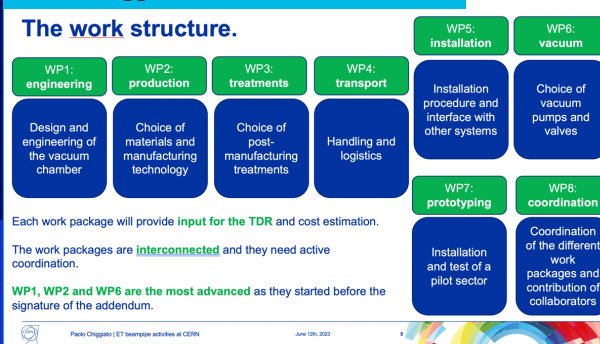 The work structure.
WP1:
engineering
Design and
engineering of
the vacuum
chamber
WP2:
production
Choice of
materials and
manufacturing
technology
WP3:
treatments
Choice of
post-
manufacturing
treatments
WP4:
transport
Handling and
logistics
WP5:
installation
Installation
procedure and
interface with
other systems
WP6:
vacuum
Choice of
vacuum
pumps and
valves
WP7:
prototyping
Installation
and test of a
pilot sector
WP8:
coordination
Coordination
of the different
work
packages and
contribution of
collaborators
Each work package will provide input for the TDR and cost estimation.
The work packages are interconnected and they need active
coordination.
WP1, WP2 and WP6 are the most advanced as they started before the
signature of the addendum.
CERN
Paolo Chiggiato | ET beampipe activities at CERN
June 12th, 2023
5